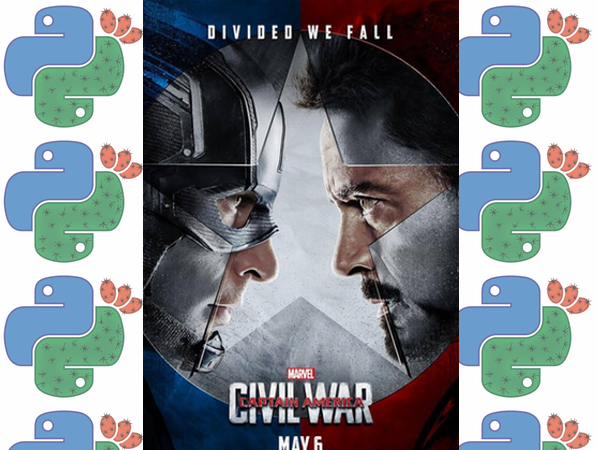 DIVIDED WE FALL
MARVEL
CAPTAIN AMERICA
CIVIL WAR
MAY 6